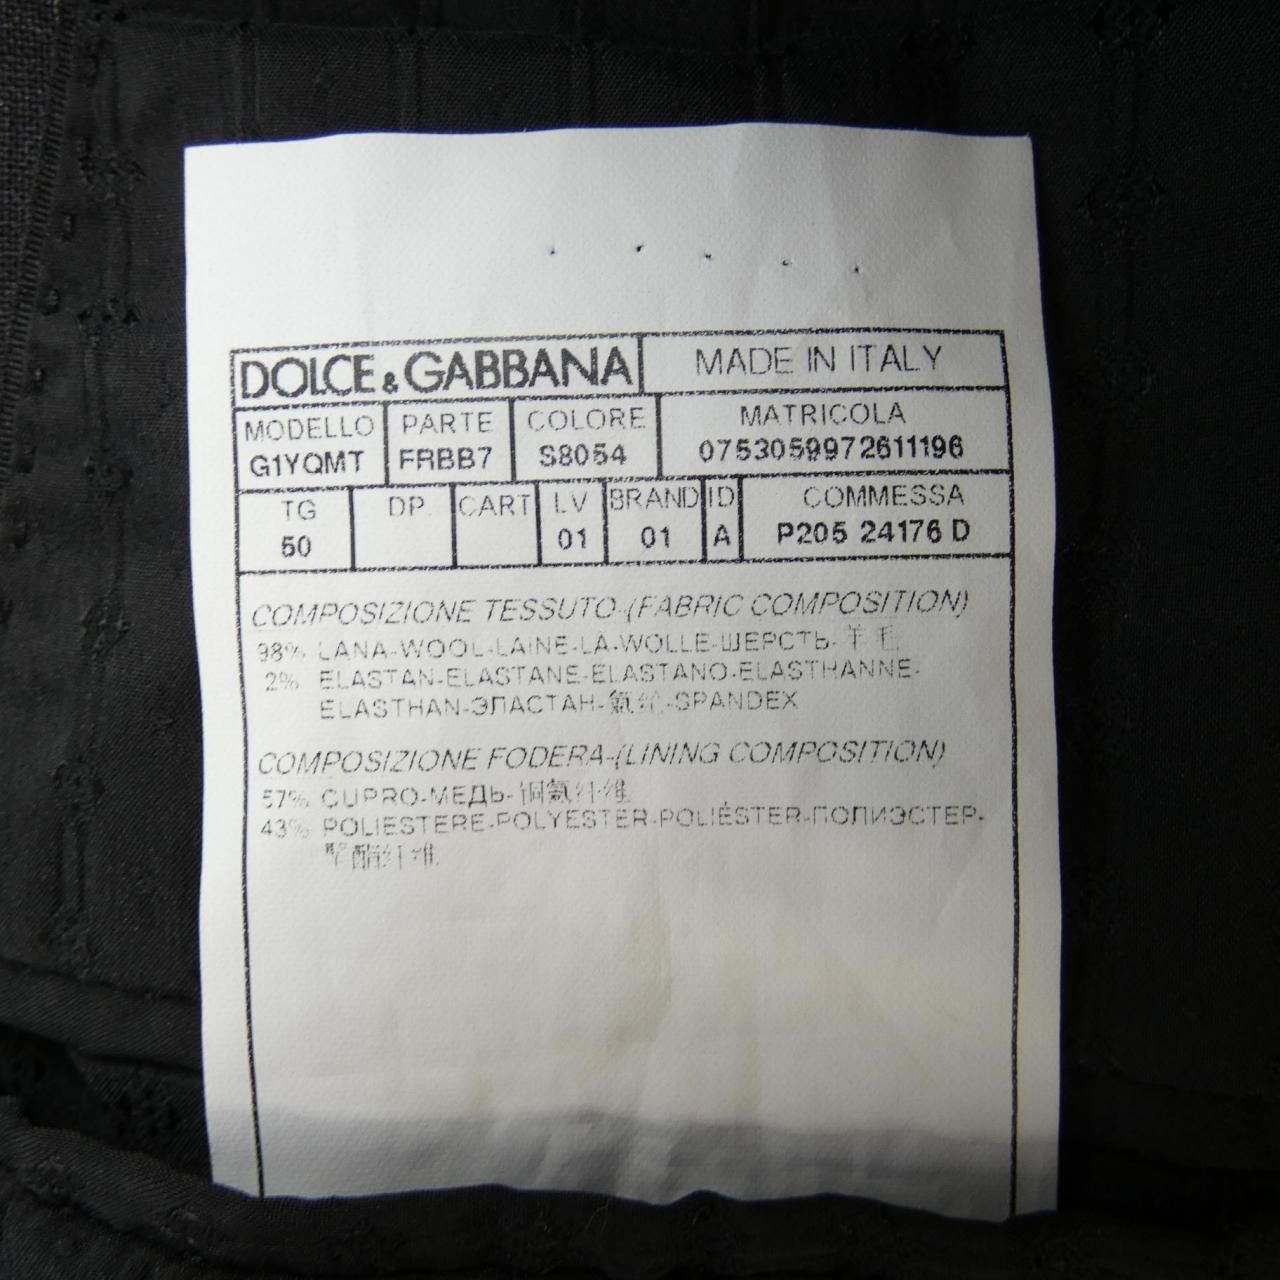 DOLCE & GABBANA MADE IN ITALY
MODELLO PARTE COLORE MATRICOLA
G1YQMT FRBB7 S8054 0753059972611196
TG DP. CART LV BRAND ID COMMESSA
50 01 01 A P205 24176 D
COMPOSIZIONE TESSUTO-(FABRIC COMPOSITION)
98% LANA-WOOL-LAINE-LA-WOLLE-ШЕРСТЬ-羊毛
2% ELASTAN-ELASTANE-ELASTANO-ELASTHANNE-
ELASTHAN-ЭЛАСТАН-氨纶-SPANDEX
COMPOSIZIONE FODERA-(LINING COMPOSITION)
57% CUPRO-МЕДЬ-铜氨纤维
43% POLIESTERE-POLYESTER-POLIÉSTER-ПОЛИЭСТЕР-
聚酯纤维